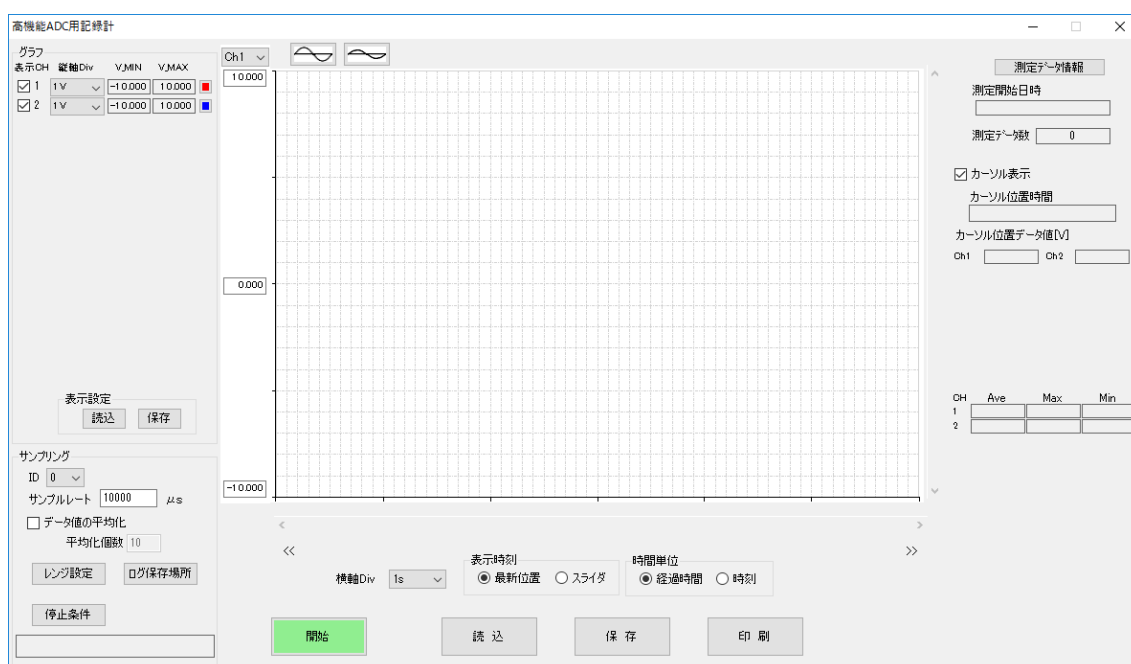 高機能ADC用記録計
グラフ
表示CH 縦軸Div V_MIN V_MAX
1 1V -10.000 10.000
2 1V -10.000 10.000
表示設定
読込 保存
サンプリング
ID 0
サンプルレート 10000 μs
データ値の平均化
平均化個数 10
レンジ設定 ログ保存場所
停止条件
Ch1
10.000
0.000
-10.000
<
>
<<
>>
横軸Div 1s
表示時刻
最新位置 スライダ
時間単位
経過時間 時刻
開始 読 込 保 存 印 刷
測定データ情報
測定開始日時
測定データ数 0
カーソル表示
カーソル位置時間
カーソル位置データ値[V]
Ch1 Ch2
CH Ave Max Min
1
2